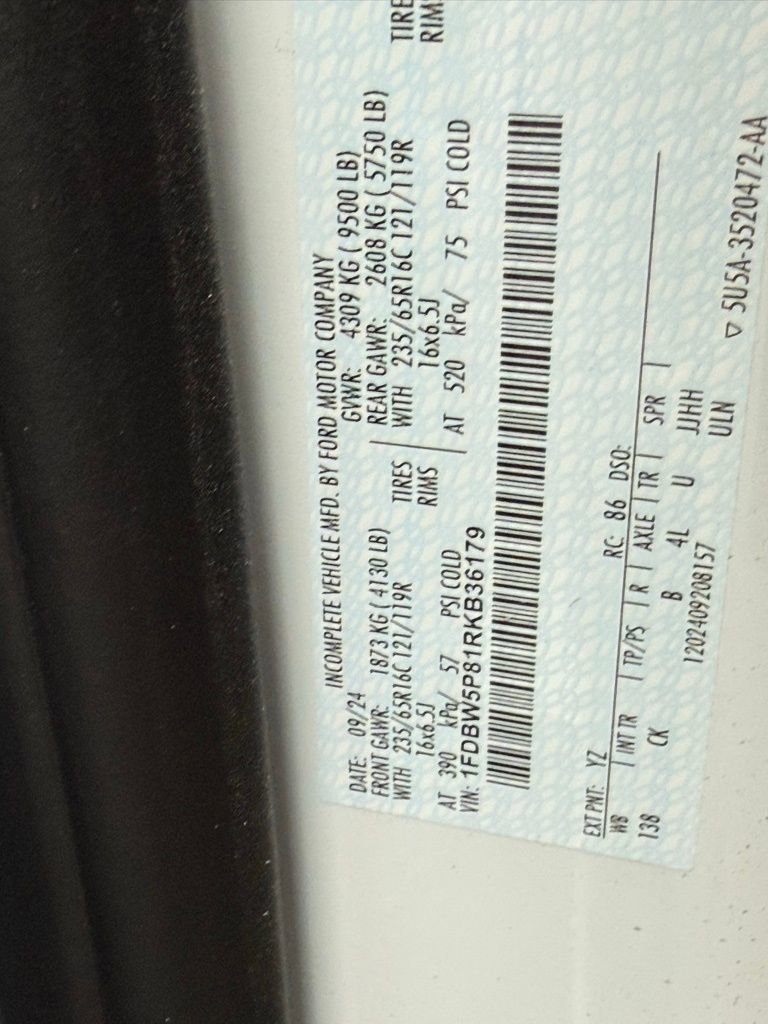 INCOMPLETE VEHICLE MFD. BY FORD MOTOR COMPANY
DATE: 09/24 GVWR: 4309 KG ( 9500 LB)
FRONT GAWR: 1873 KG ( 4130 LB) REAR GAWR: 2608 KG ( 5750 LB)
WITH 235/65R16C 121/119R TIRES WITH 235/65R16C 121/119R TIRE
16x6.5J RIMS 16x6.5J RIM
AT 390 kPa/ 57 PSI COLD AT 520 kPa/ 75 PSI COLD
VIN: 1FDBW5P81RKB36179
EXT PNT: YZ RC: 86 DSO:
WB INT TR TP/PS R AXLE TR SPR
138 CK B 4L U JJHH
1202409208157 ULN
▽ 5U5A-3520472-AA